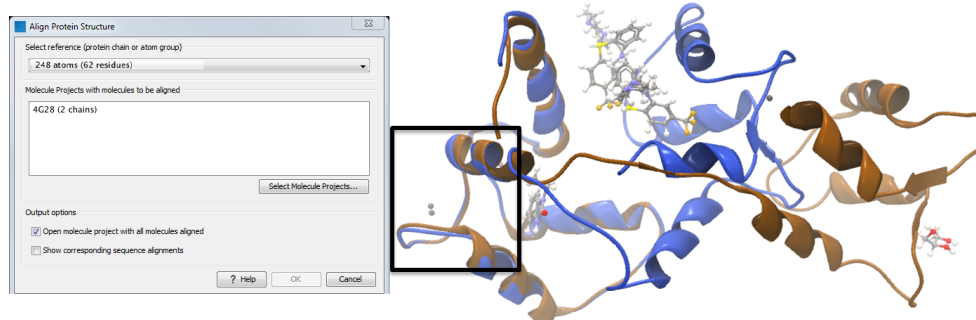 Align Protein Structure
Select reference (protein chain or atom group)
248 atoms (62 residues)
Molecule Projects with molecules to be aligned
4G28 (2 chains)
Select Molecule Projects...
Output options
Open molecule project with all molecules aligned
Show corresponding sequence alignments
? Help
OK
Cancel